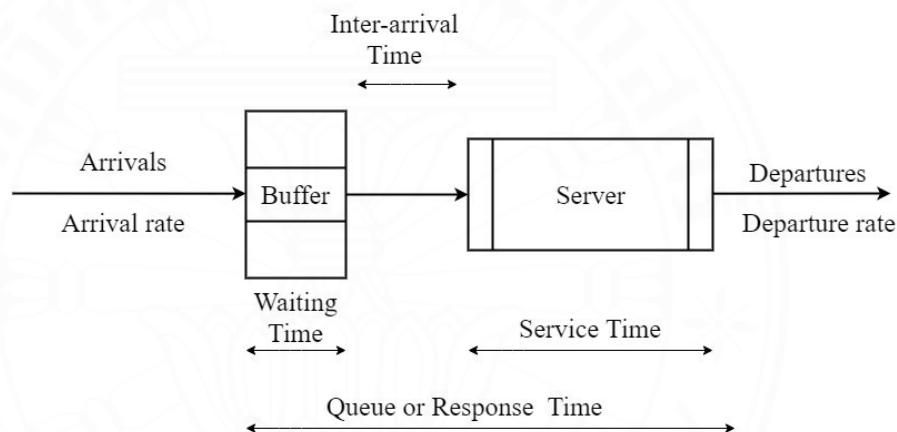 Inter-arrival
Time
Arrivals
Arrival rate
Buffer
Server
Departures
Departure rate
Waiting
Time
Service Time
Queue or Response Time